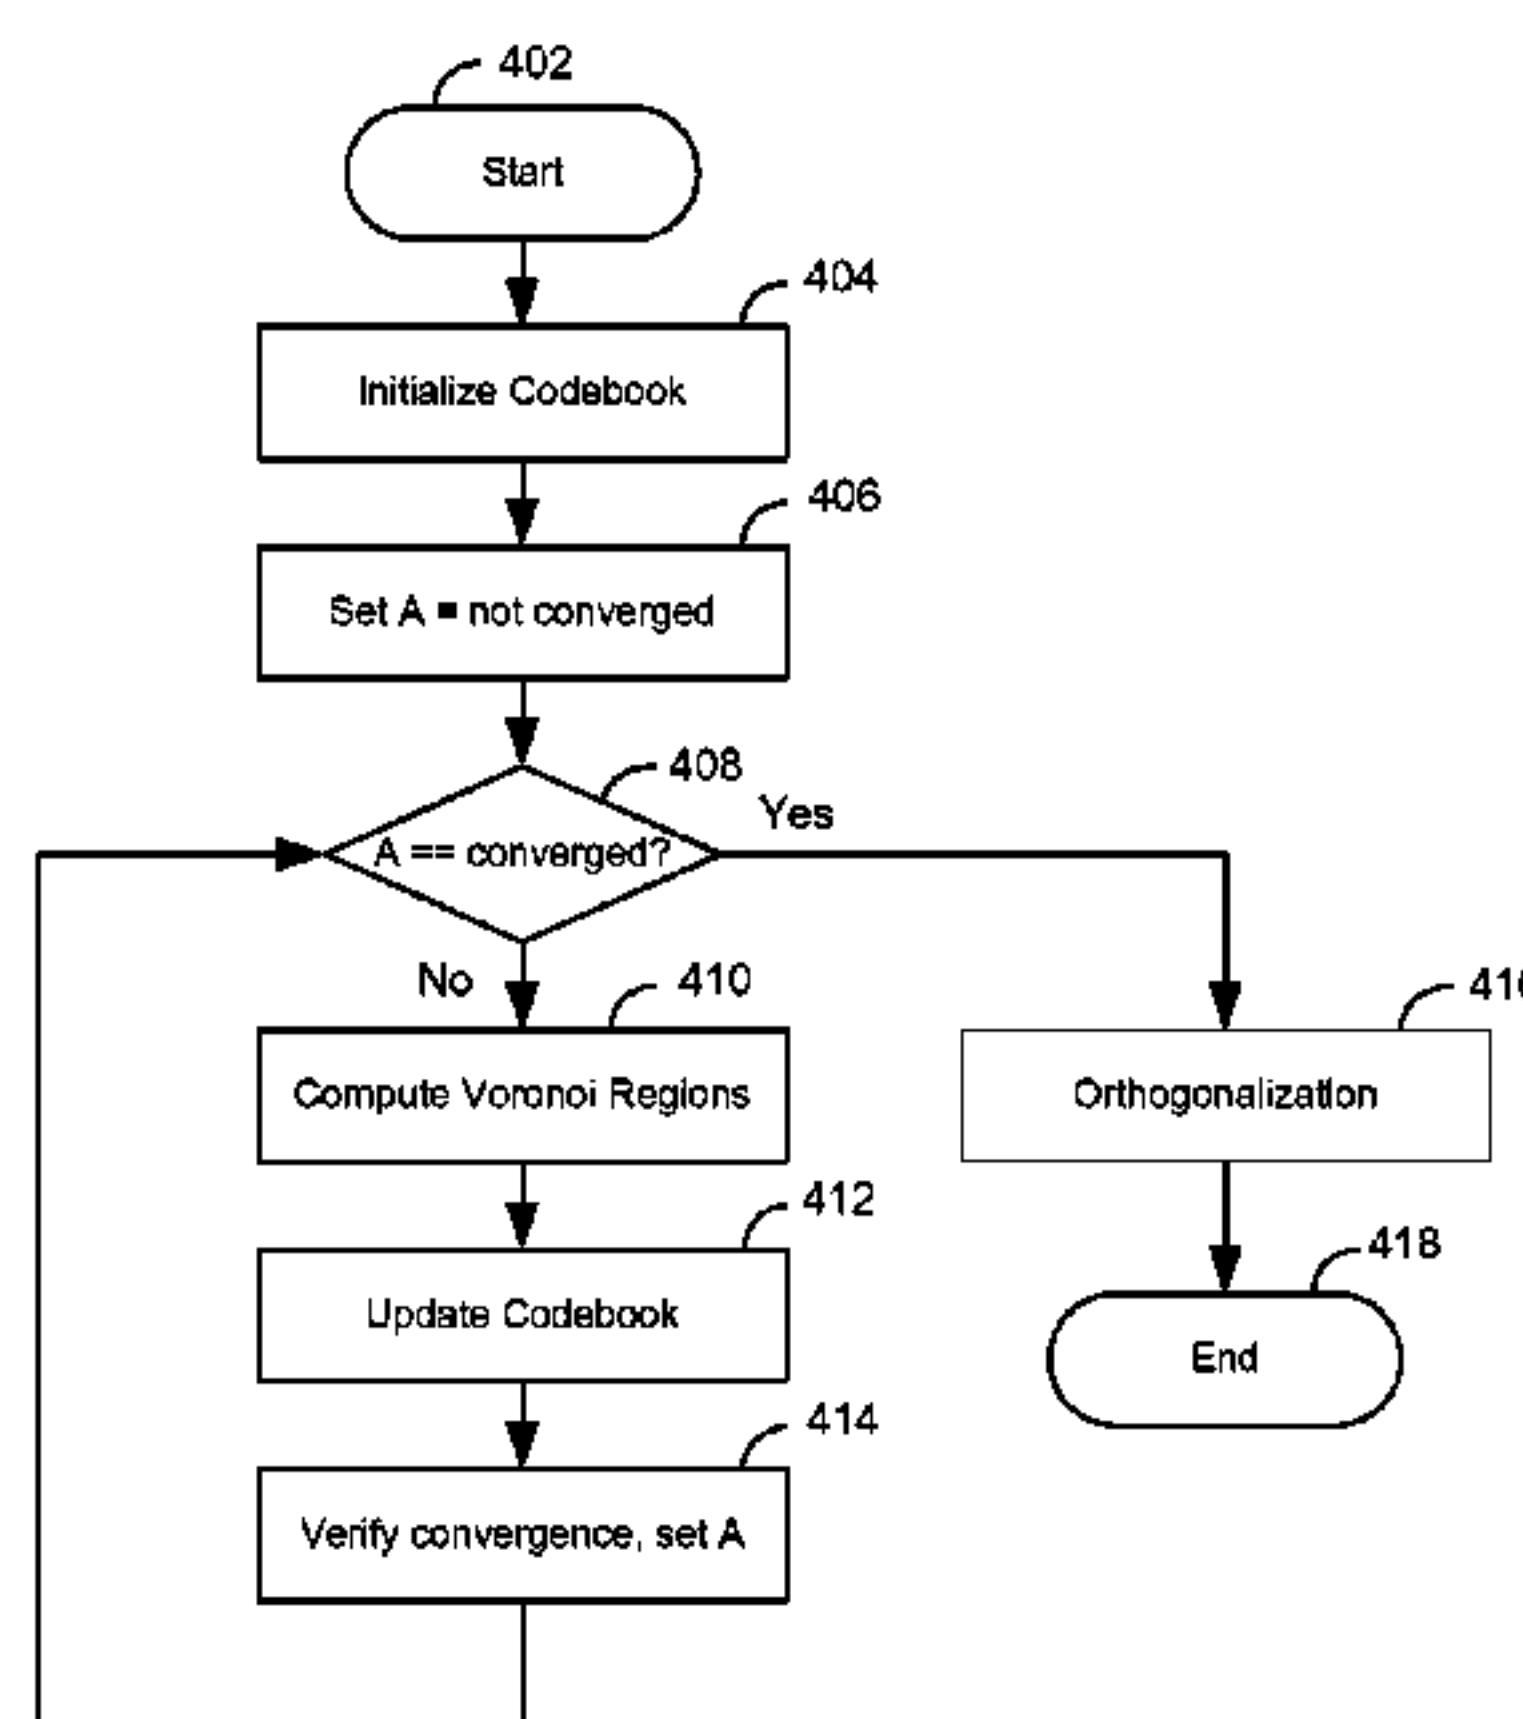 402
Start
404
Initialize Codebook
406
Set A = not converged
408
Yes
A == converged?
No
410
Compute Voronoi Regions
Orthogonalization
412
Update Codebook
418
End
414
Verify convergence, set A